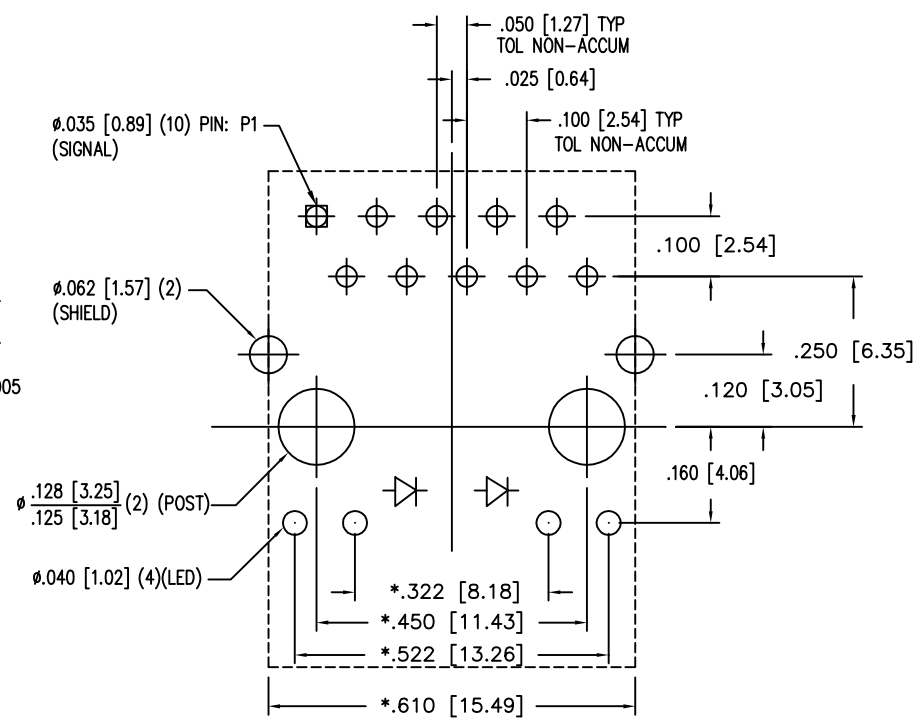 .050 [1.27] TYP
TOL NON-ACCUM
.025 [0.64]
ø.035 [0.89] (10) PIN: P1
(SIGNAL)
.100 [2.54] TYP
TOL NON-ACCUM
.100 [2.54]
ø.062 [1.57] (2)
(SHIELD)
.250 [6.35]
005
.120 [3.05]
.160 [4.06]
ø .128 [3.25]
.125 [3.18] (2) (POST)
ø.040 [1.02] (4)(LED)
*.322 [8.18]
*.450 [11.43]
*.522 [13.26]
*.610 [15.49]